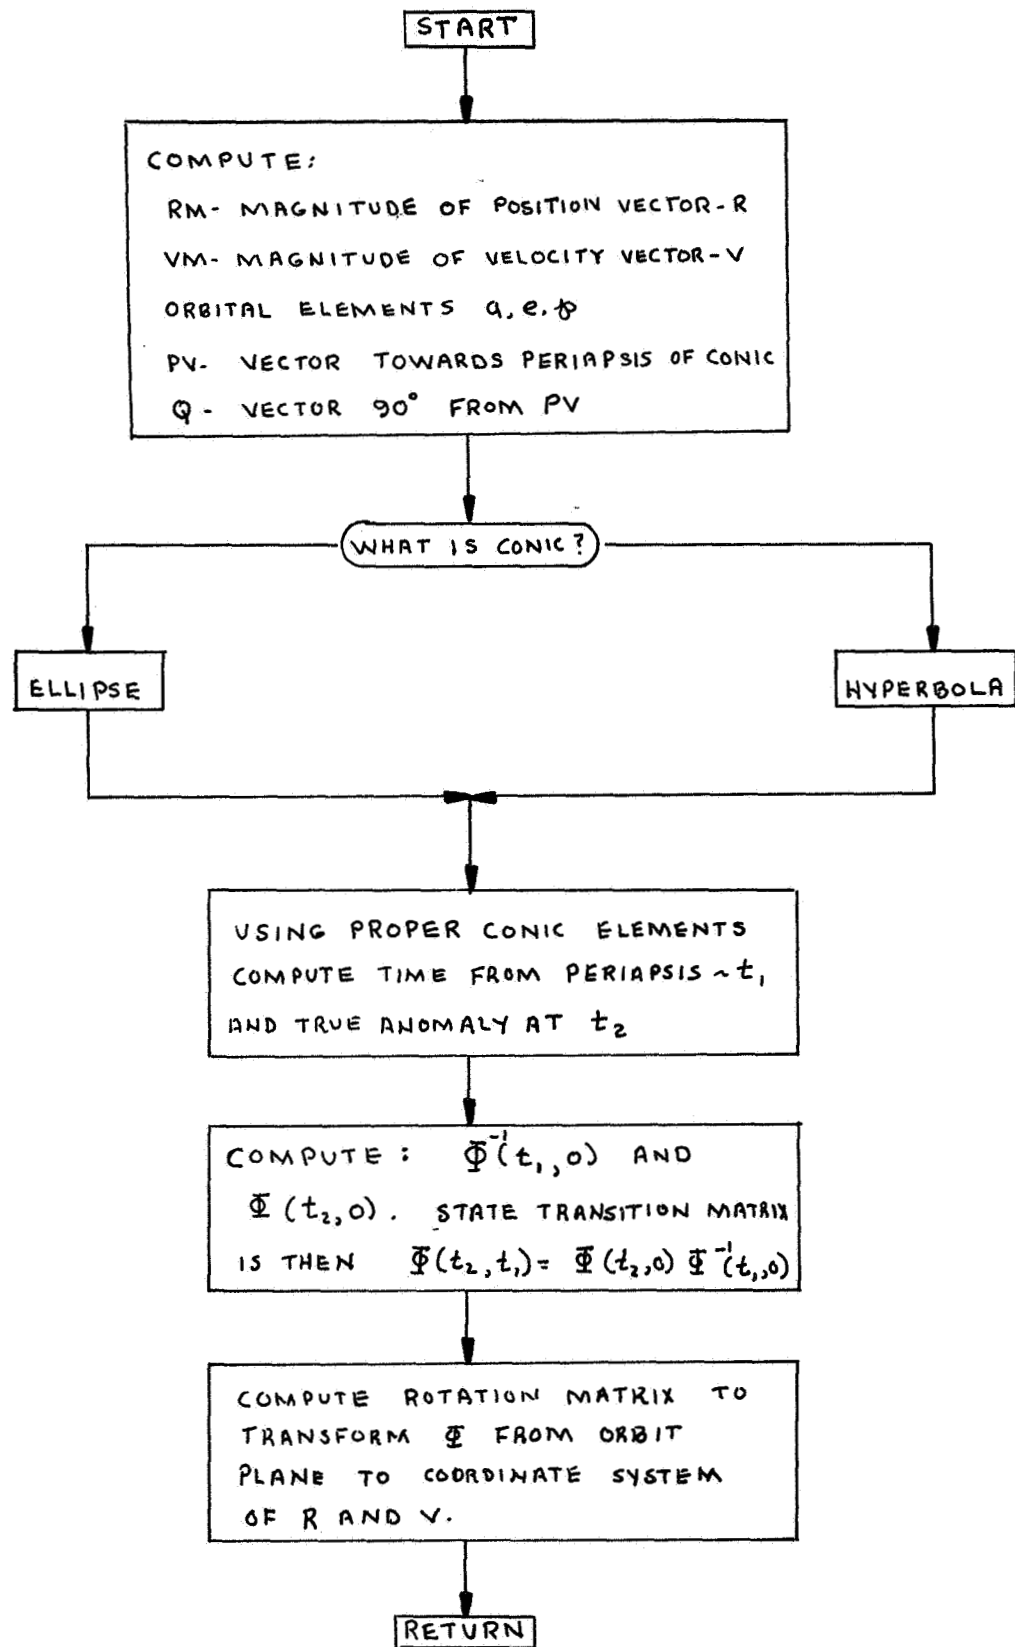 START
COMPUTE:
RM- MAGNITUDE OF POSITION VECTOR-R
VM- MAGNITUDE OF VELOCITY VECTOR-V
ORBITAL ELEMENTS a, e, p
PV- VECTOR TOWARDS PERIAPSIS OF CONIC
Q - VECTOR 90° FROM PV
WHAT IS CONIC?
ELLIPSE
HYPERBOLA
USING PROPER CONIC ELEMENTS
COMPUTE TIME FROM PERIAPSIS ~ t₁
AND TRUE ANOMALY AT t₂
COMPUTE: Φ⁻¹(t₁,0) AND
Φ(t₂,0). STATE TRANSITION MATRIX
IS THEN Φ(t₂,t₁) = Φ(t₂,0) Φ⁻¹(t₁,0)
COMPUTE ROTATION MATRIX TO
TRANSFORM Φ FROM ORBIT
PLANE TO COORDINATE SYSTEM
OF R AND V.
RETURN